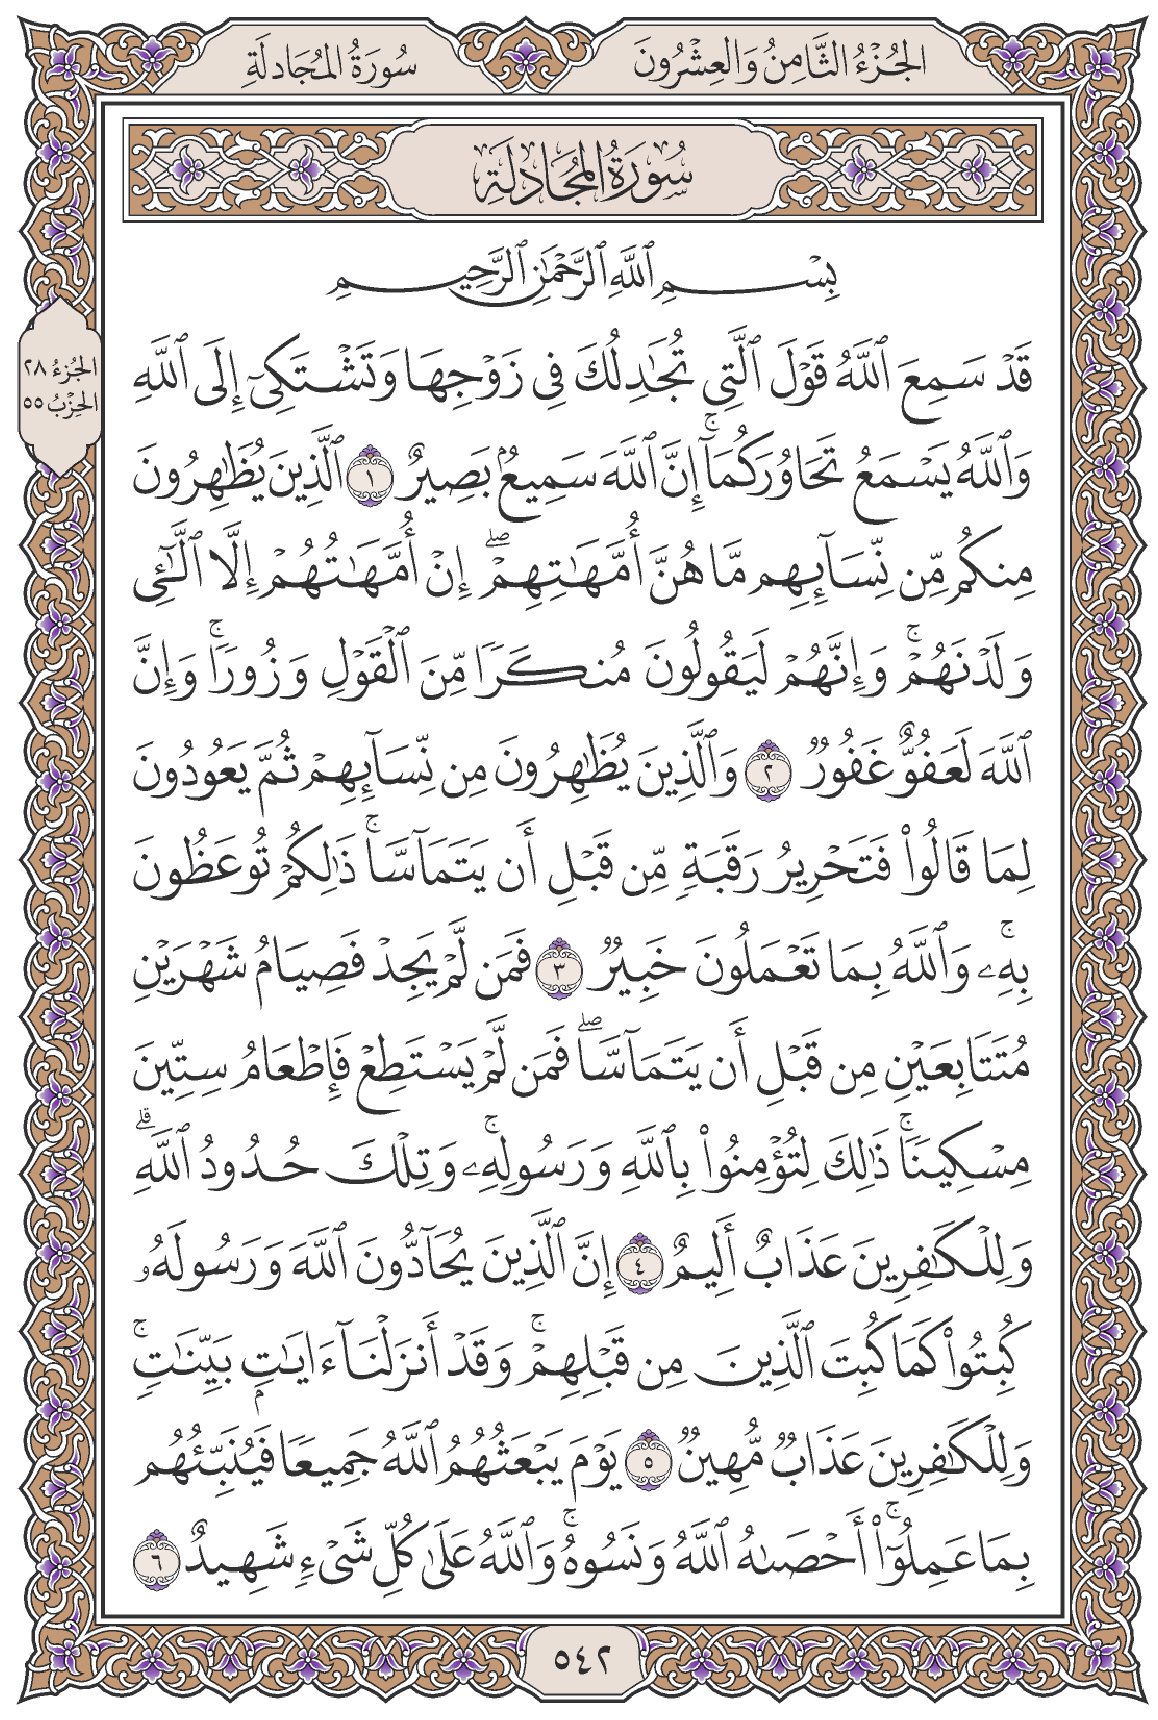 الجُزْءُ الثَّامِنُ وَالعِشْرُونَ
سُورَةُ المُجَادلَة
سُورَةُ المُجَادلَة
بِسْمِ ٱللَّهِ ٱلرَّحْمَٰنِ ٱلرَّحِيمِ
قَدْ سَمِعَ ٱللَّهُ قَوْلَ ٱلَّتِي تُجَٰدِلُكَ فِي زَوْجِهَا وَتَشْتَكِيٓ إِلَى ٱللَّهِ
وَٱللَّهُ يَسْمَعُ تَحَاوُرَكُمَآۚ إِنَّ ٱللَّهَ سَمِيعُۢ بَصِيرٌ ١ ٱلَّذِينَ يُظَٰهِرُونَ
مِنكُم مِّن نِّسَآئِهِم مَّا هُنَّ أُمَّهَٰتِهِمْۖ إِنْ أُمَّهَٰتُهُمْ إِلَّا ٱلَّٰٓـِٔي
وَلَدْنَهُمْۚ وَإِنَّهُمْ لَيَقُولُونَ مُنكَرًا مِّنَ ٱلْقَوْلِ وَزُورًاۚ وَإِنَّ
ٱللَّهَ لَعَفُوٌّ غَفُورٌ ٢ وَٱلَّذِينَ يُظَٰهِرُونَ مِن نِّسَآئِهِمْ ثُمَّ يَعُودُونَ
لِمَا قَالُوا۟ فَتَحْرِيرُ رَقَبَةٍ مِّن قَبْلِ أَن يَتَمَآسَّاۚ ذَٰلِكُمْ تُوعَظُونَ
بِهِۦۚ وَٱللَّهُ بِمَا تَعْمَلُونَ خَبِيرٌ ٣ فَمَن لَّمْ يَجِدْ فَصِيَامُ شَهْرَيْنِ
مُتَتَابِعَيْنِ مِن قَبْلِ أَن يَتَمَآسَّاۖ فَمَن لَّمْ يَسْتَطِعْ فَإِطْعَامُ سِتِّينَ
مِسْكِينًاۚ ذَٰلِكَ لِتُؤْمِنُوا۟ بِٱللَّهِ وَرَسُولِهِۦۚ وَتِلْكَ حُدُودُ ٱللَّهِۗ
وَلِلْكَٰفِرِينَ عَذَابٌ أَلِيمٌ ٤ إِنَّ ٱلَّذِينَ يُحَآدُّونَ ٱللَّهَ وَرَسُولَهُۥ
كُبِتُوا۟ كَمَا كُبِتَ ٱلَّذِينَ مِن قَبْلِهِمْۚ وَقَدْ أَنزَلْنَآ ءَايَٰتٍۭ بَيِّنَٰتٍۚ
وَلِلْكَٰفِرِينَ عَذَابٌ مُّهِينٌ ٥ يَوْمَ يَبْعَثُهُمُ ٱللَّهُ جَمِيعًا فَيُنَبِّئُهُم
بِمَا عَمِلُوٓا۟ۚ أَحْصَىٰهُ ٱللَّهُ وَنَسُوهُۚ وَٱللَّهُ عَلَىٰ كُلِّ شَيْءٍ شَهِيدٌ ٦
الجُزءُ ٢٨
الحِزْبُ ٥٥
٥٤٢